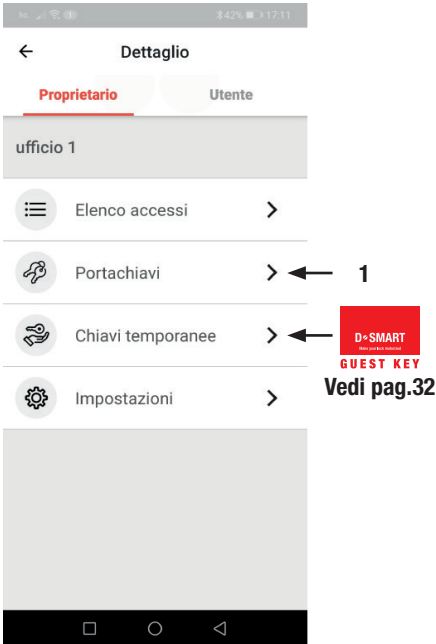 42% 17:11
Dettaglio
Proprietario Utente
ufficio 1
Elenco accessi
Portachiavi
1
Chiavi temporanee
D SMART
GUEST KEY
Vedi pag.32
Impostazioni